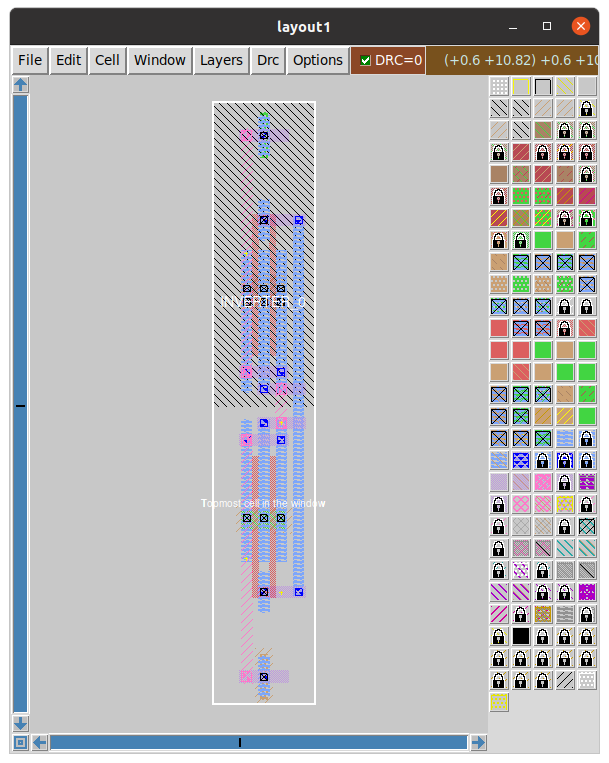 layout1
File Edit Cell Window Layers Drc Options DRC=0 (+0.6 +10.82) +0.6 +10
Topmost cell in the window